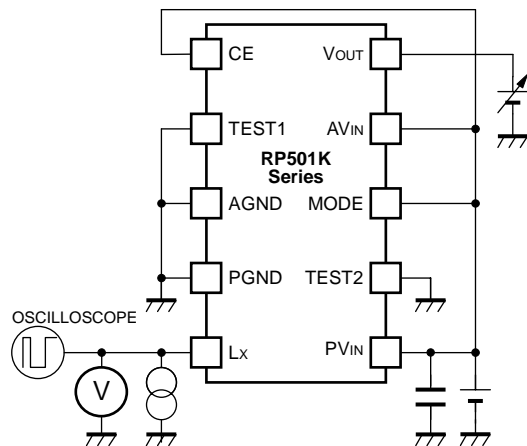 CE VOUT
TEST1 AVIN
RP501K
Series
AGND MODE
PGND TEST2
OSCILLOSCOPE
LX PVIN
V